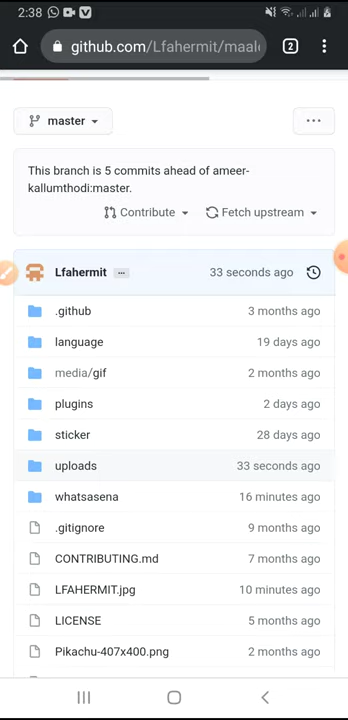 2:38
github.com/Lfahermit/maal
2
master
This branch is 5 commits ahead of ameer-
kallumthodi:master.
Contribute Fetch upstream
Lfahermit 33 seconds ago
.github 3 months ago
language 19 days ago
media/gif 2 months ago
plugins 2 days ago
sticker 28 days ago
uploads 33 seconds ago
whatsasena 16 minutes ago
.gitignore 9 months ago
CONTRIBUTING.md 7 months ago
LFAHERMIT.jpg 10 minutes ago
LICENSE 5 months ago
Pikachu-407x400.png 2 months ago